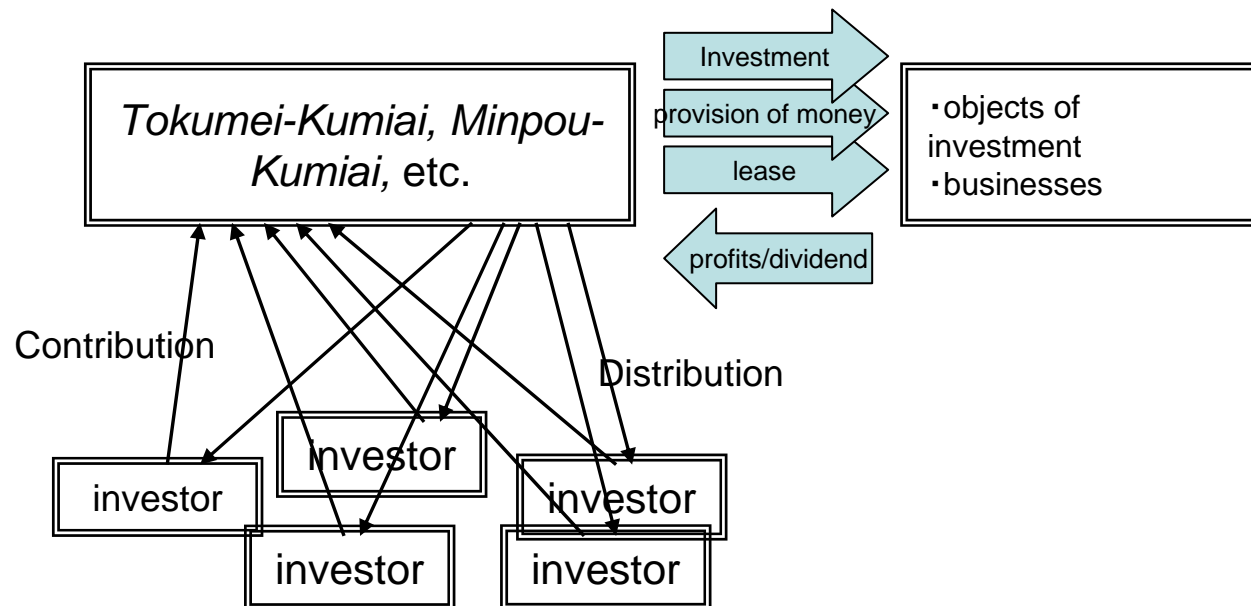 Tokumei-Kumiai, Minpou-
Kumiai, etc.
Investment
provision of money
lease
profits/dividend
・objects of
investment
・businesses
Contribution
Distribution
investor
investor
investor
investor
investor